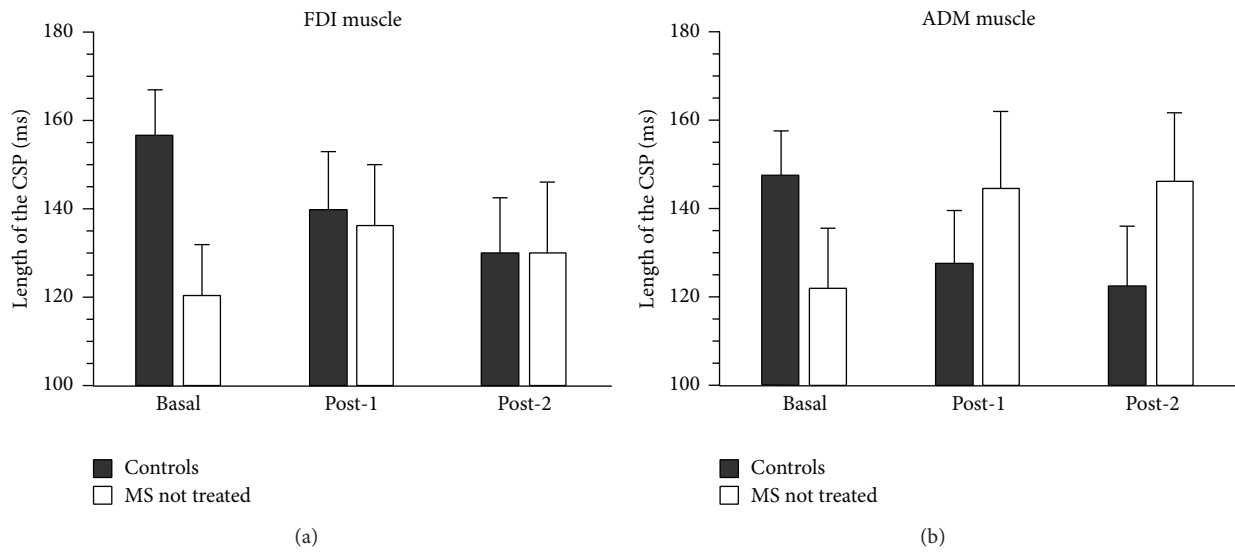 FDI muscle
180
160
140
120
100
Length of the CSP (ms)
Basal Post-1 Post-2
Controls
MS not treated
(a)
ADM muscle
180
160
140
120
100
Length of the CSP (ms)
Basal Post-1 Post-2
Controls
MS not treated
(b)